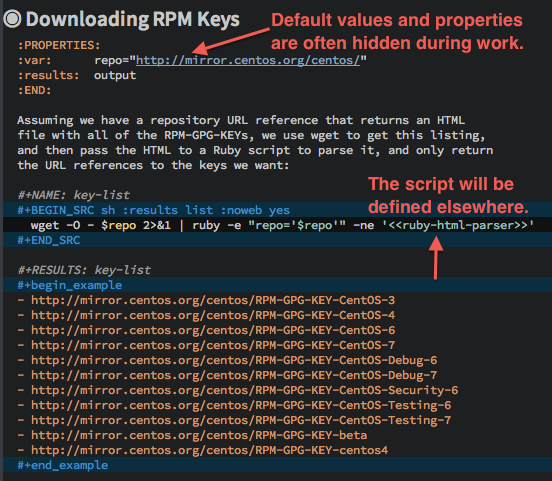 Downloading RPM Keys
Default values and properties
are often hidden during work.
:PROPERTIES:
:var: repo="http://mirror.centos.org/centos/"
:results: output
:END:
Assuming we have a repository URL reference that returns an HTML
file with all of the RPM-GPG-KEYs, we use wget to get this listing,
and then pass the HTML to a Ruby script to parse it, and only return
the URL references to the keys we want:
The script will be
defined elsewhere.
#+NAME: key-list
#+BEGIN_SRC sh :results list :noweb yes
wget -O - $repo 2>&1 | ruby -e "repo='$repo'" -ne '<<ruby-html-parser>>'
#+END_SRC
#+RESULTS: key-list
#+begin_example
- http://mirror.centos.org/centos/RPM-GPG-KEY-CentOS-3
- http://mirror.centos.org/centos/RPM-GPG-KEY-CentOS-4
- http://mirror.centos.org/centos/RPM-GPG-KEY-CentOS-6
- http://mirror.centos.org/centos/RPM-GPG-KEY-CentOS-7
- http://mirror.centos.org/centos/RPM-GPG-KEY-CentOS-Debug-6
- http://mirror.centos.org/centos/RPM-GPG-KEY-CentOS-Debug-7
- http://mirror.centos.org/centos/RPM-GPG-KEY-CentOS-Security-6
- http://mirror.centos.org/centos/RPM-GPG-KEY-CentOS-Testing-6
- http://mirror.centos.org/centos/RPM-GPG-KEY-CentOS-Testing-7
- http://mirror.centos.org/centos/RPM-GPG-KEY-beta
- http://mirror.centos.org/centos/RPM-GPG-KEY-centos4
#+end_example